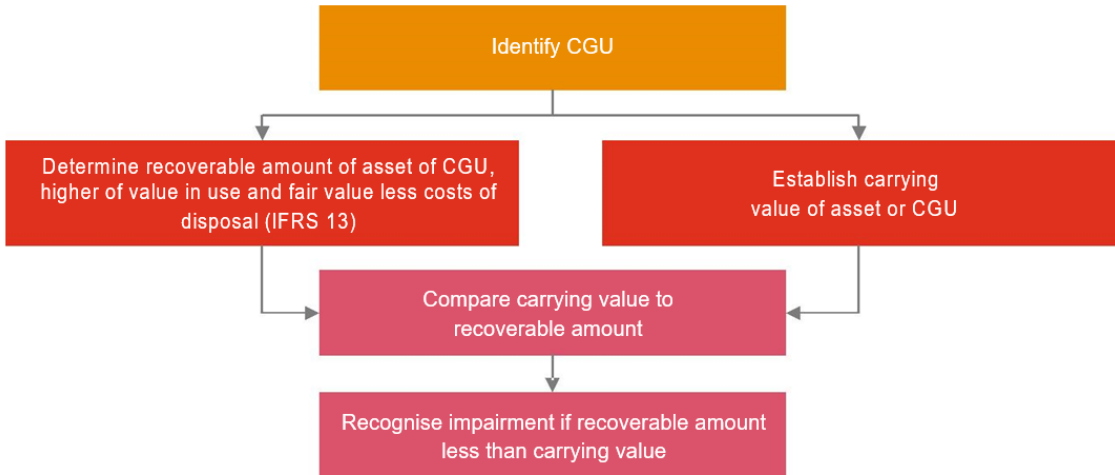 Identify CGU
Determine recoverable amount of asset of CGU,
higher of value in use and fair value less costs of
disposal (IFRS 13)
Establish carrying
value of asset or CGU
Compare carrying value to
recoverable amount
Recognise impairment if recoverable amount
less than carrying value